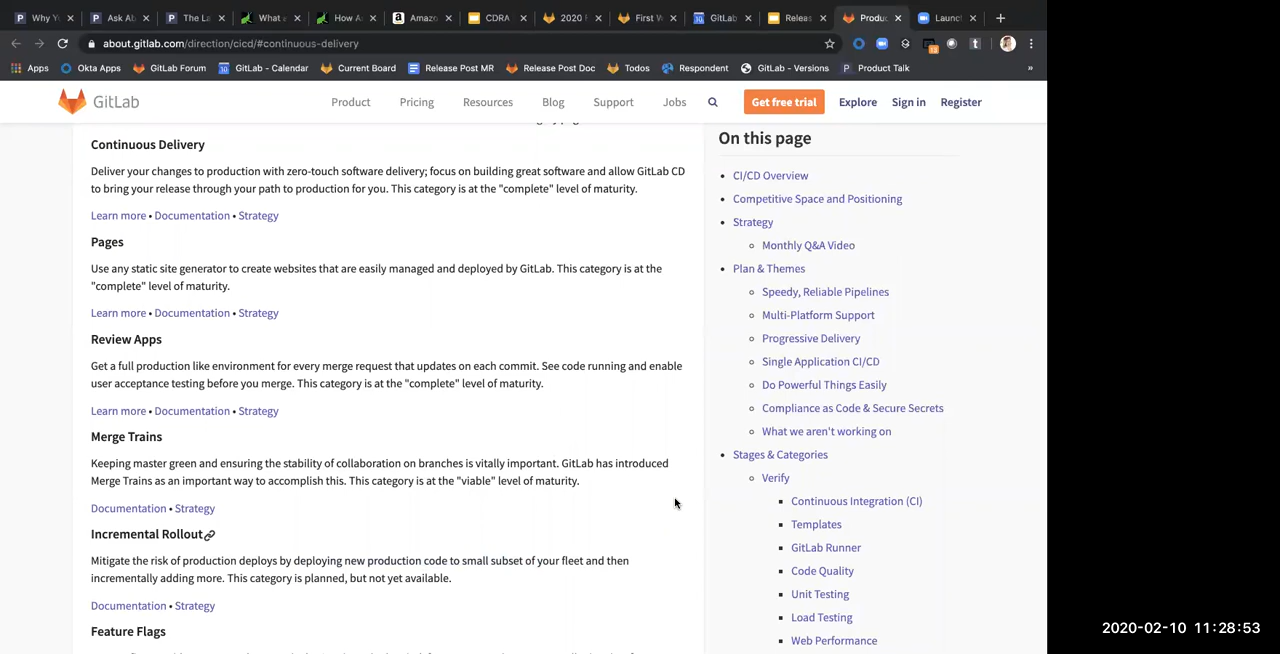 Why Y
Ask Ab
The La
What
How A
Amazo
CDRA
2020 F
First W
GitLab
Releas
Produc
Launc
about.gitlab.com/direction/cicd/#continuous-delivery
Apps
Okta Apps
GitLab Forum
GitLab - Calendar
Current Board
Release Post MR
Release Post Doc
Todos
Respondent
GitLab - Versions
Product Talk
»
GitLab
Product
Pricing
Resources
Blog
Support
Jobs
Get free trial
Explore
Sign in
Register
Continuous Delivery
Deliver your changes to production with zero-touch software delivery; focus on building great software and allow GitLab CD
to bring your release through your path to production for you. This category is at the "complete" level of maturity.
Learn more • Documentation • Strategy
Pages
Use any static site generator to create websites that are easily managed and deployed by GitLab. This category is at the
"complete" level of maturity.
Learn more • Documentation • Strategy
Review Apps
Get a full production like environment for every merge request that updates on each commit. See code running and enable
user acceptance testing before you merge. This category is at the "complete" level of maturity.
Learn more • Documentation • Strategy
Merge Trains
Keeping master green and ensuring the stability of collaboration on branches is vitally important. GitLab has introduced
Merge Trains as an important way to accomplish this. This category is at the "viable" level of maturity.
Documentation • Strategy
Incremental Rollout
Mitigate the risk of production deploys by deploying new production code to small subset of your fleet and then
incrementally adding more. This category is planned, but not yet available.
Documentation • Strategy
Feature Flags
On this page
CI/CD Overview
Competitive Space and Positioning
Strategy
Monthly Q&A Video
Plan & Themes
Speedy, Reliable Pipelines
Multi-Platform Support
Progressive Delivery
Single Application CI/CD
Do Powerful Things Easily
Compliance as Code & Secure Secrets
What we aren't working on
Stages & Categories
Verify
Continuous Integration (CI)
Templates
GitLab Runner
Code Quality
Unit Testing
Load Testing
Web Performance
2020-02-10 11:28:53